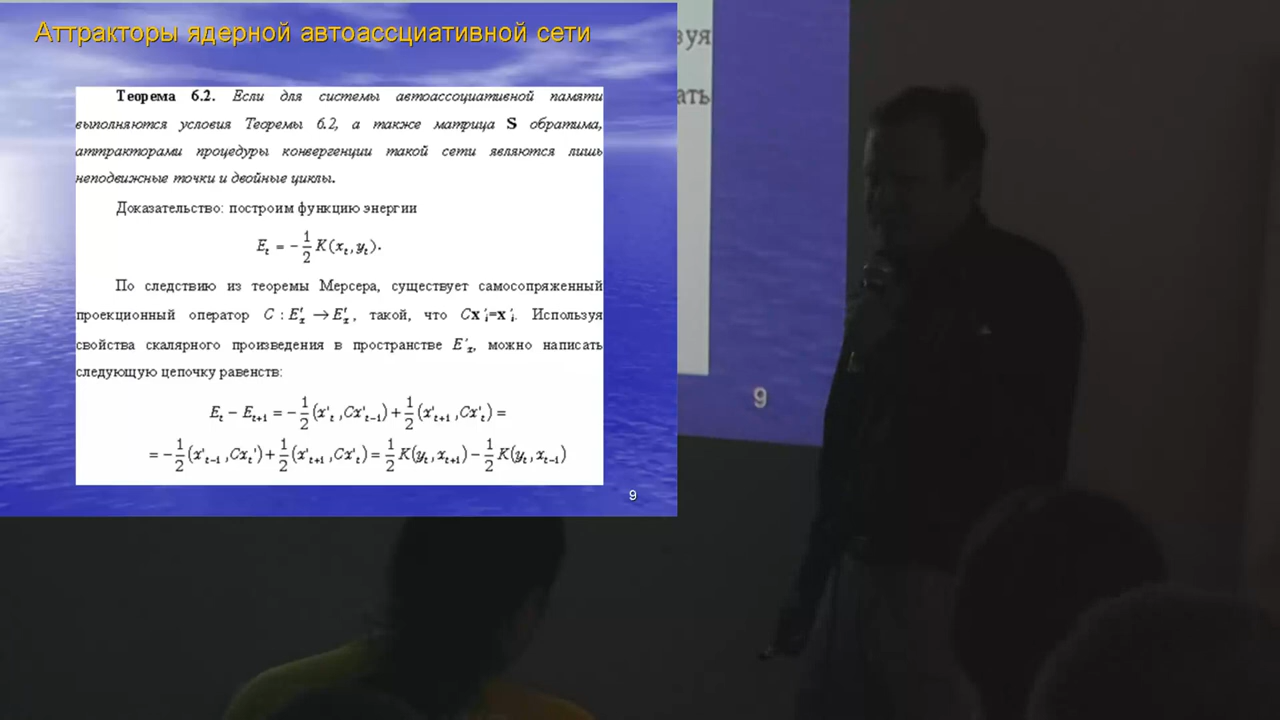 Аттракторы ядерной автоассциативной сети
Теорема 6.2. Если для системы автоассоциативной памяти
выполняются условия Теоремы 6.2, а также матрица S обратима,
аттракторами процедуры конвергенции такой сети являются лишь
неподвижные точки и двойные циклы.
Доказательство: построим функцию энергии
E_t = -1/2 K(x_t, y_t).
По следствию из теоремы Мерсера, существует самосопряженный
проекционный оператор C : E'_x → E'_x, такой, что Cx'_i=x'_i. Используя
свойства скалярного произведения в пространстве E'_x, можно написать
следующую цепочку равенств:
E_t - E_{t+1} = -1/2 (x'_t, Cx'_{t-1}) + 1/2 (x'_{t+1}, Cx'_t) =
= -1/2 (x'_{t-1}, Cx_t') + 1/2 (x'_{t+1}, Cx'_t) = 1/2 K(y_t, x_{t+1}) - 1/2 K(y_t, x_{t-1})
9
зуя
ать
9